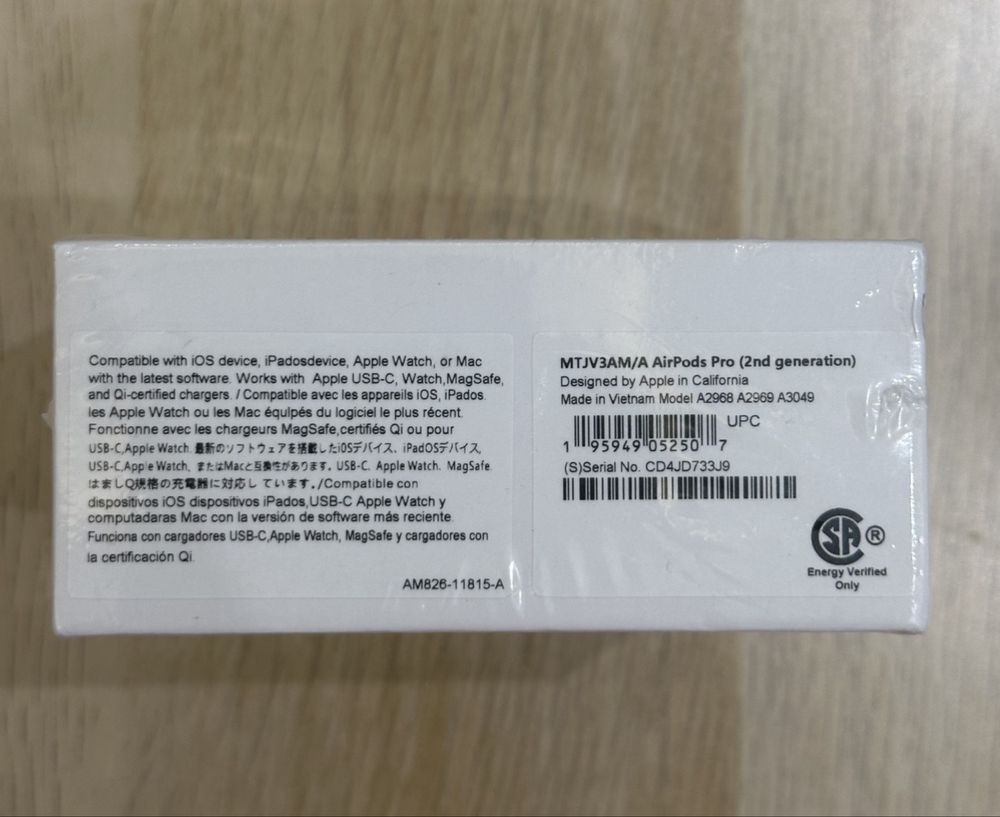 Compatible with iOS device, iPadosdevice, Apple Watch, or Mac
with the latest software. Works with Apple USB-C, Watch,MagSafe,
and Qi-certified chargers. / Compatible avec les appareils iOS, iPados.
les Apple Watch ou les Mac équipés du logiciel le plus récent.
Fonctionne avec les chargeurs MagSafe,certifiés Qi ou pour
USB-C,Apple Watch 最新のソフトウェアを搭載したiOSデバイス、iPadOSデバイス,
USB-C,Apple Watch、またはMacと互換性があります。USB-C. Apple Watch. MagSafe
はましQ規格の充電器に対応し ています。/Compatible con
dispositivos iOS dispositivos iPados,USB-C Apple Watch y
computadaras Mac con la versión de software más reciente
Funciona con cargadores USB-C,Apple Watch, MagSafe y cargadores con
la certificación Qi.
AM826-11815-A
MTJV3AM/A AirPods Pro (2nd generation)
Designed by Apple in California
Made in Vietnam Model A2968 A2969 A3049
UPC
1 95949 05250 7
(S)Serial No. CD4JD733J9
SA ®
Energy Verified
Only